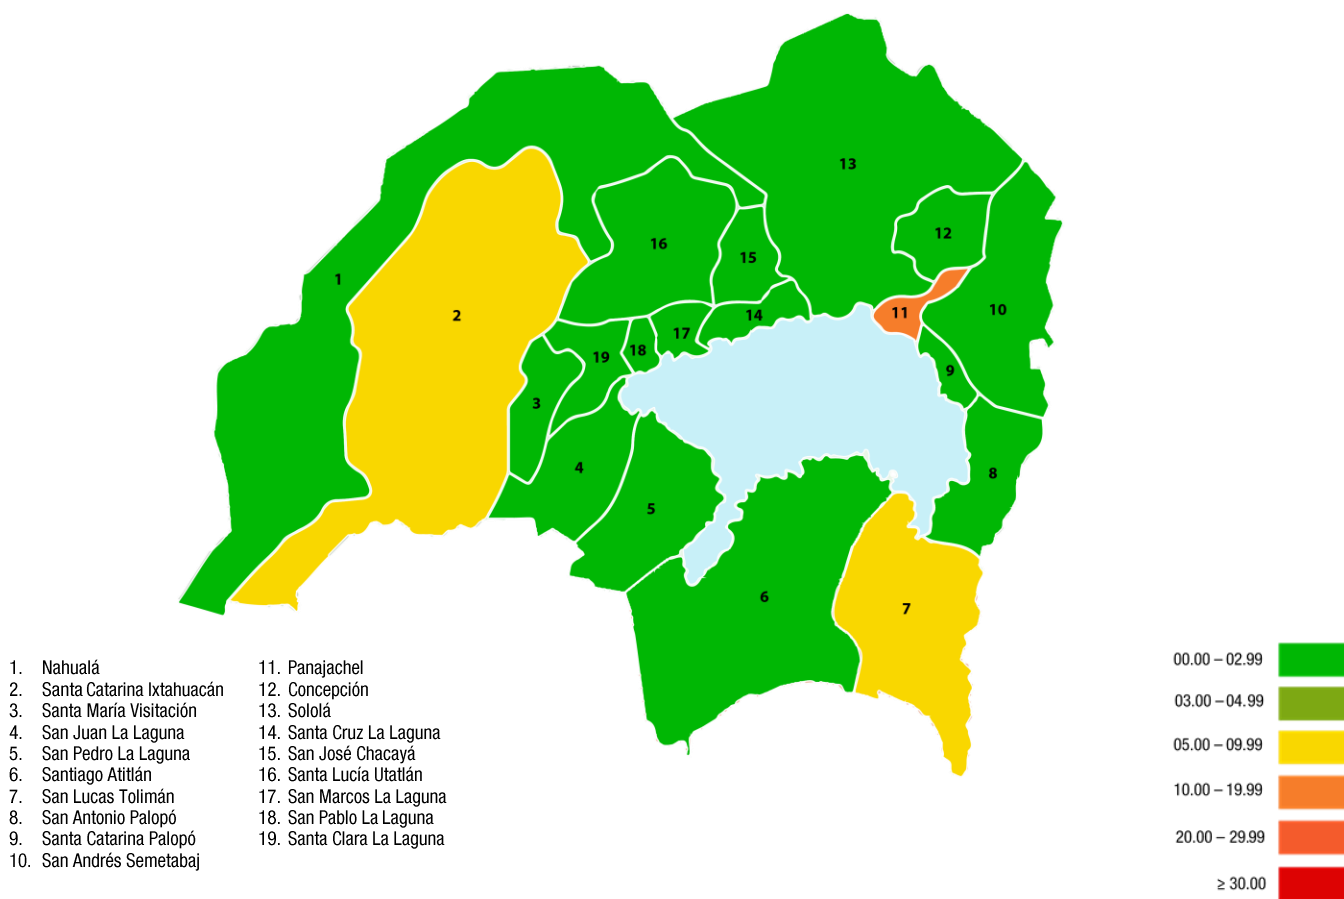 13
12
16
15
1
10
2
11
14
17
18
19
9
3
4
8
5
6
7
1. Nahualá
2. Santa Catarina Ixtahuacán
3. Santa María Visitación
4. San Juan La Laguna
5. San Pedro La Laguna
6. Santiago Atitlán
7. San Lucas Tolimán
8. San Antonio Palopó
9. Santa Catarina Palopó
10. San Andrés Semetabaj
11. Panajachel
12. Concepción
13. Sololá
14. Santa Cruz La Laguna
15. San José Chacayá
16. Santa Lucía Utatlán
17. San Marcos La Laguna
18. San Pablo La Laguna
19. Santa Clara La Laguna
00.00 – 02.99
03.00 – 04.99
05.00 – 09.99
10.00 – 19.99
20.00 – 29.99
≥ 30.00